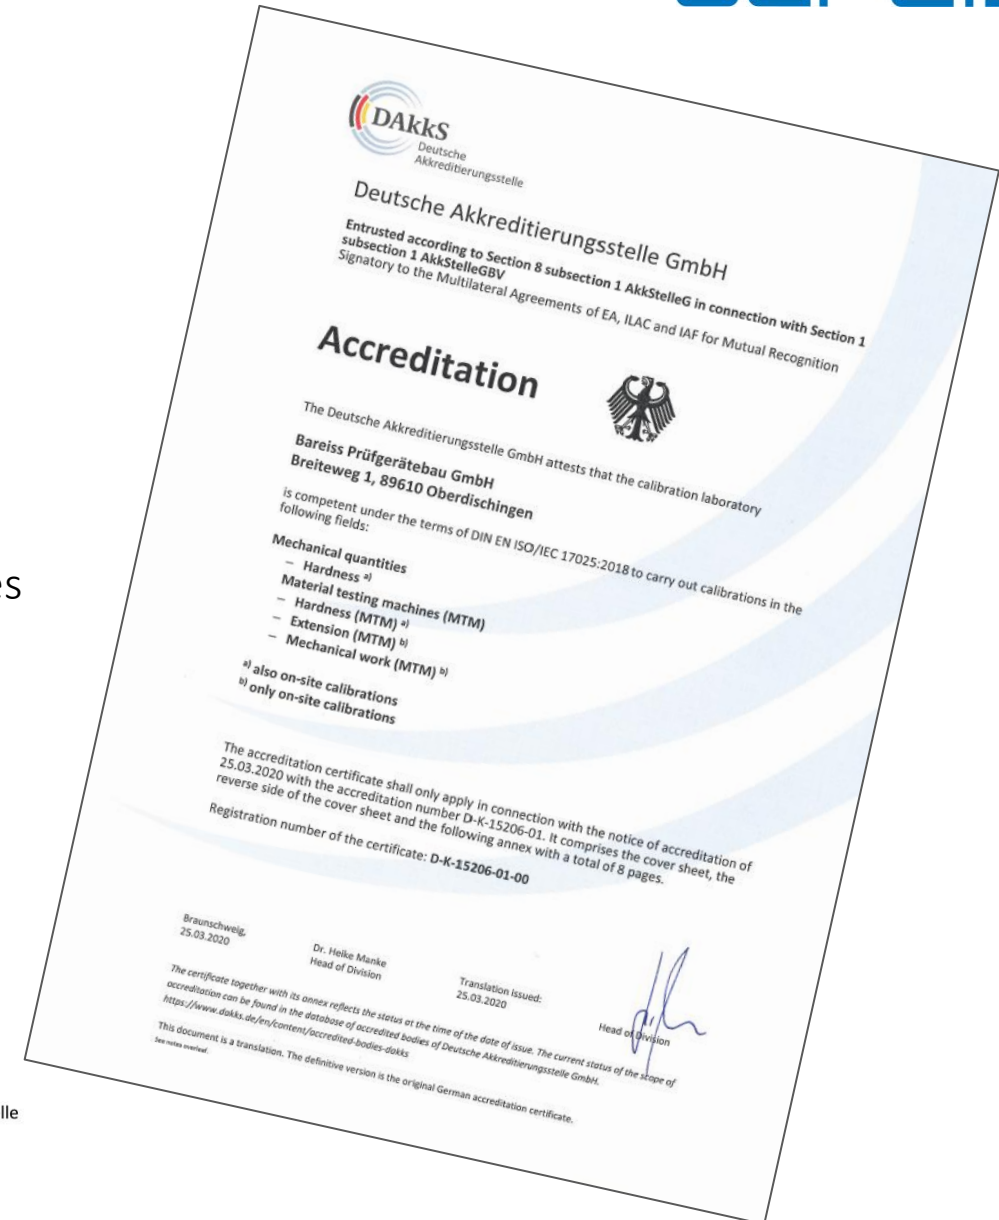 DAkkS
Deutsche
Akkreditierungsstelle
Deutsche Akkreditierungsstelle GmbH
Entrusted according to Section 8 subsection 1 AkkStelleG in connection with Section 1
subsection 1 AkkStelleGBV
Signatory to the Multilateral Agreements of EA, ILAC and IAF for Mutual Recognition
Accreditation
The Deutsche Akkreditierungsstelle GmbH attests that the calibration laboratory
Bareiss Prüfgerätebau GmbH
Breiteweg 1, 89610 Oberdischingen
is competent under the terms of DIN EN ISO/IEC 17025:2018 to carry out calibrations in the
following fields:
Mechanical quantities
– Hardness a)
Material testing machines (MTM)
– Hardness (MTM) a)
– Extension (MTM) b)
– Mechanical work (MTM) b)
a) also on-site calibrations
b) only on-site calibrations
The accreditation certificate shall only apply in connection with the notice of accreditation of
25.03.2020 with the accreditation number D-K-15206-01. It comprises the cover sheet, the
reverse side of the cover sheet and the following annex with a total of 8 pages.
Registration number of the certificate: D-K-15206-01-00
Braunschweig,
25.03.2020
Dr. Heike Manke
Head of Division
Translation issued:
25.03.2020
Head of Division
The certificate together with its annex reflects the status at the time of the date of issue. The current status of the scope of
accreditation can be found in the database of accredited bodies of Deutsche Akkreditierungsstelle GmbH.
https://www.dakks.de/en/content/accredited-bodies-dakks
This document is a translation. The definitive version is the original German accreditation certificate.
See notes overleaf.